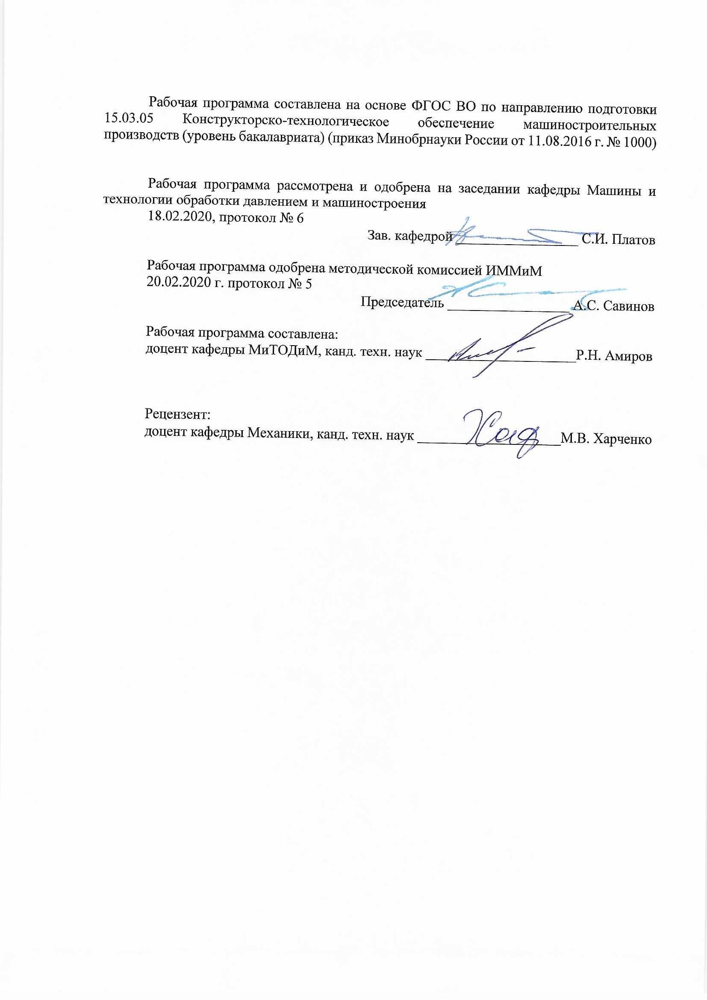 Рабочая программа составлена на основе ФГОС ВО по направлению подготовки
15.03.05 Конструкторско-технологическое обеспечение машиностроительных
производств (уровень бакалавриата) (приказ Минобрнауки России от 11.08.2016 г. № 1000)
Рабочая программа рассмотрена и одобрена на заседании кафедры Машины и
технологии обработки давлением и машиностроения
18.02.2020, протокол № 6
Зав. кафедрой ________________ С.И. Платов
Рабочая программа одобрена методической комиссией ИММиМ
20.02.2020 г. протокол № 5
Председатель ________________ А.С. Савинов
Рабочая программа составлена:
доцент кафедры МиТОДиМ, канд. техн. наук ____________________Р.Н. Амиров
Рецензент:
доцент кафедры Механики, канд. техн. наук ___________________М.В. Харченко